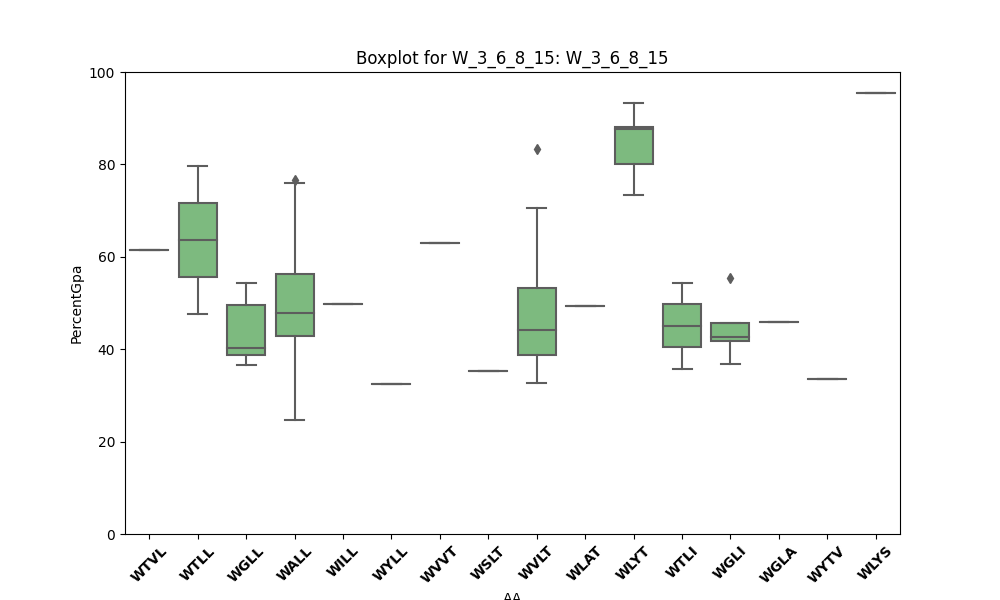 Boxplot for W_3_6_8_15: W_3_6_8_15
100
80
60
40
20
0
PercentGpa
WTVL
WTLL
WGLL
WALL
WILL
WYLL
WVVT
WSLT
WVLT
WLAT
WLYT
WTLI
WGLI
WGLA
WYTV
WLYS
AA